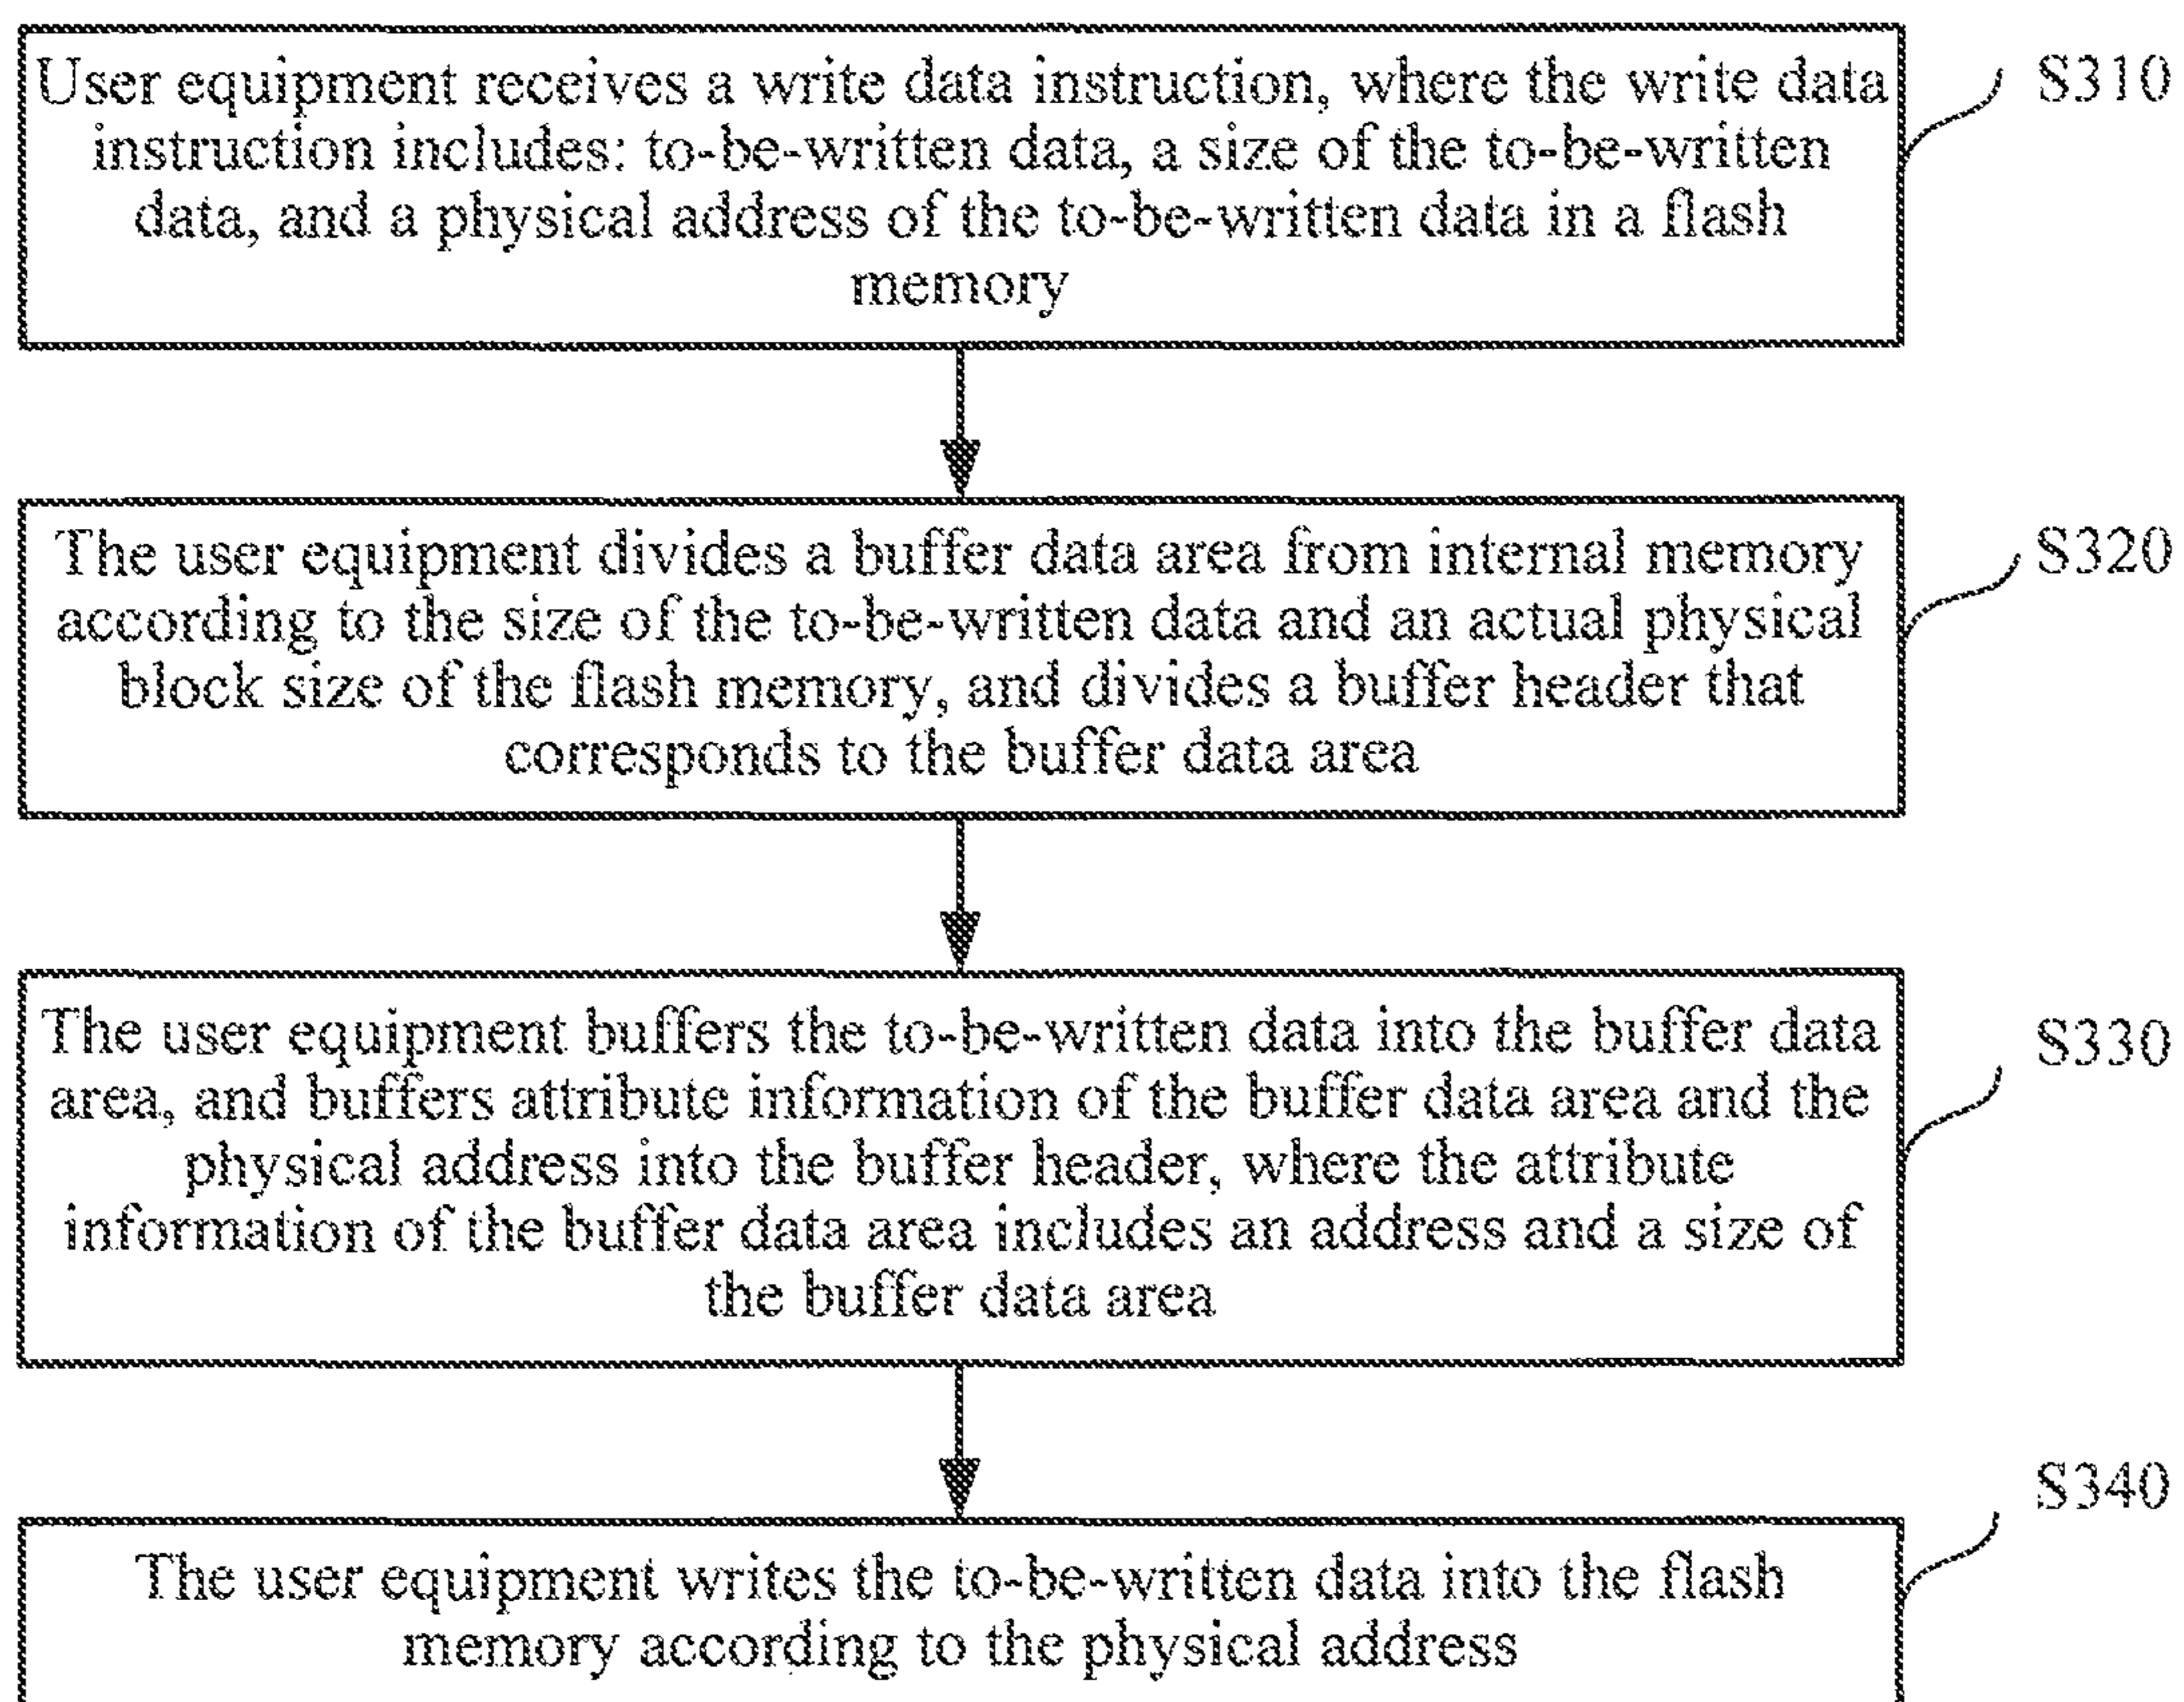 User equipment receives a write data instruction, where the write data
instruction includes: to-be-written data, a size of the to-be-written
data, and a physical address of the to-be-written data in a flash
memory
S310
The user equipment divides a buffer data area from internal memory
according to the size of the to-be-written data and an actual physical
block size of the flash memory, and divides a buffer header that
corresponds to the buffer data area
S320
The user equipment buffers the to-be-written data into the buffer data
area, and buffers attribute information of the buffer data area and the
physical address into the buffer header, where the attribute
information of the buffer data area includes an address and a size of
the buffer data area
S330
The user equipment writes the to-be-written data into the flash
memory according to the physical address
S340